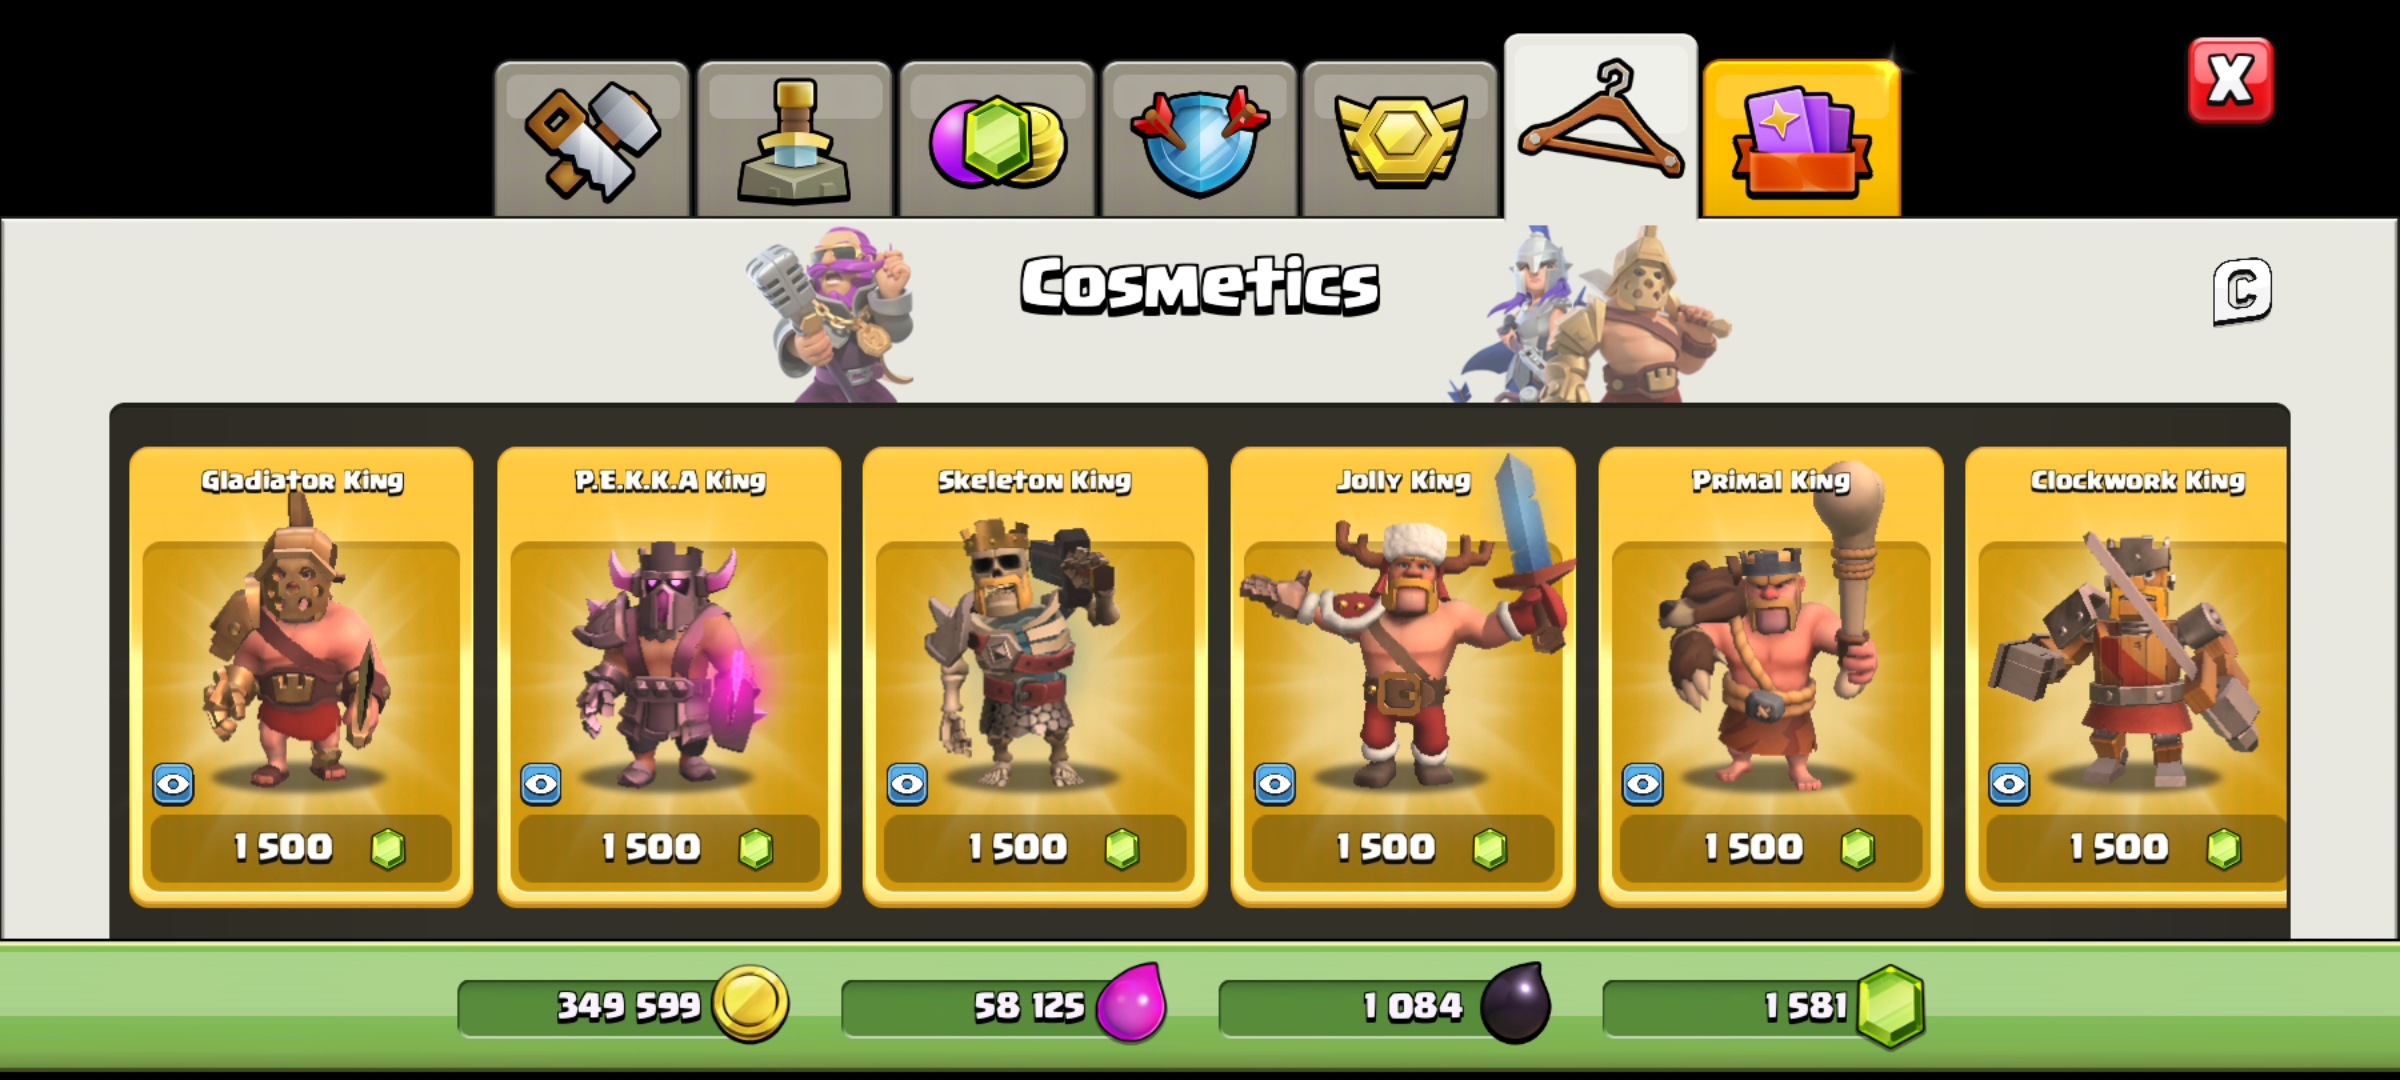 X
Cosmetics
C
Gladiator King
P.E.K.K.A King
Skeleton King
Jolly King
Primal King
Clockwork King
1 500
1 500
1 500
1 500
1 500
1 500
349 599
58 125
1 084
1 581